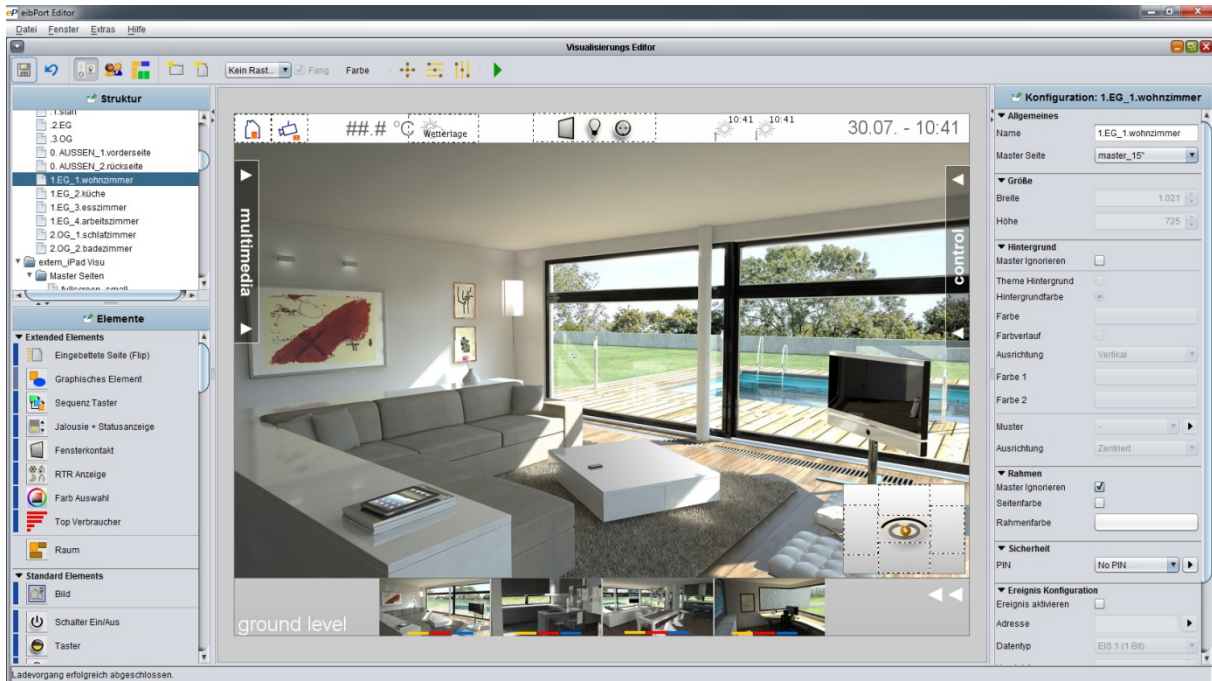 eibPort Editor
Datei Fenster Extras Hilfe
Visualisierungs Editor
Kein Rast... Fang Farbe
Struktur
.1.start
.2.EG
.3.OG
0. AUSSEN_1.vorderseite
0. AUSSEN_2.rückseite
1.EG_1.wohnzimmer
1.EG_2.küche
1.EG_3.esszimmer
1.EG_4.arbeitszimmer
2.OG_1.schlafzimmer
2.OG_2.badezimmer
extern_iPad Visu
Master Seiten
fullscreen_small
Elemente
Extended Elements
Eingebettete Seite (Flip)
Graphisches Element
Sequenz Taster
Jalousie + Statusanzeige
Fensterkontakt
RTR Anzeige
Farb Auswahl
Top Verbraucher
Raum
Standard Elements
Bild
Schalter Ein/Aus
Taster
##.# °C Wetterlage 10:41 10:41 30.07. - 10:41
multimedia
control
ground level
Konfiguration: 1.EG_1.wohnzimmer
Allgemeines
Name 1.EG_1.wohnzimmer
Master Seite master_15"
Größe
Breite 1.021
Höhe 725
Hintergrund
Master Ignorieren
Theme Hintergrund
Hintergrundfarbe
Farbe
Farbverlauf
Ausrichtung Vertikal
Farbe 1
Farbe 2
Muster -
Ausrichtung Zentriert
Rahmen
Master Ignorieren
Seitenfarbe
Rahmenfarbe
Sicherheit
PIN No PIN
Ereignis Konfiguration
Ereignis aktivieren
Adresse
Datentyp EIS 1 (1 Bit)
Ladevorgang erfolgreich abgeschlossen.